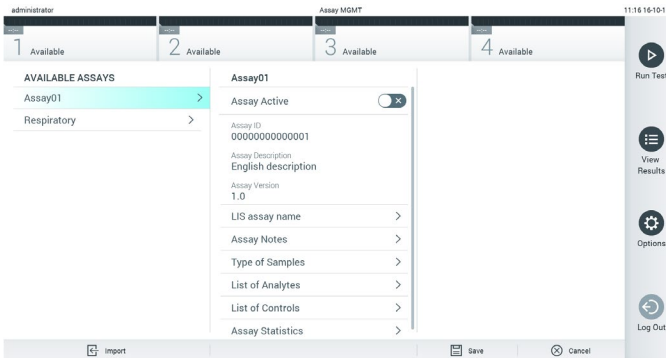 administrator Assay MGMT 11:16 16-10-1
--:-- --:-- --:-- --:--
1 Available 2 Available 3 Available 4 Available
AVAILABLE ASSAYS
Assay01
Respiratory
Assay01
Assay Active
Assay ID
00000000000001
Assay Description
English description
Assay Version
1.0
LIS assay name
Assay Notes
Type of Samples
List of Analytes
List of Controls
Assay Statistics
Run Test
View
Results
Options
Log Out
Import Save Cancel